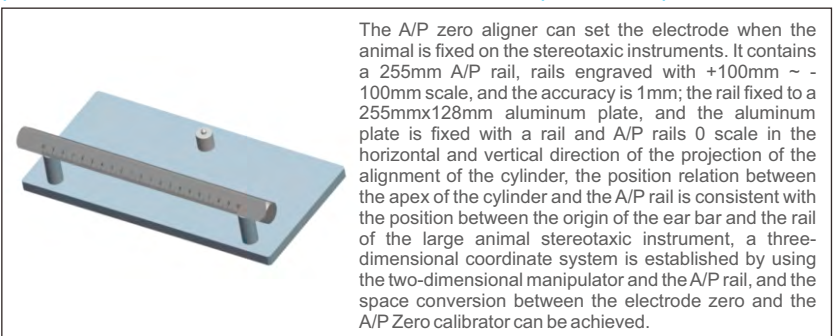 The A/P zero aligner can set the electrode when the
animal is fixed on the stereotaxic instruments. It contains
a 255mm A/P rail, rails engraved with +100mm ~ -
100mm scale, and the accuracy is 1mm; the rail fixed to a
255mmx128mm aluminum plate, and the aluminum
plate is fixed with a rail and A/P rails 0 scale in the
horizontal and vertical direction of the projection of the
alignment of the cylinder, the position relation between
the apex of the cylinder and the A/P rail is consistent with
the position between the origin of the ear bar and the rail
of the large animal stereotaxic instrument, a three-
dimensional coordinate system is established by using
the two-dimensional manipulator and the A/P rail, and the
space conversion between the electrode zero and the
A/P Zero calibrator can be achieved.